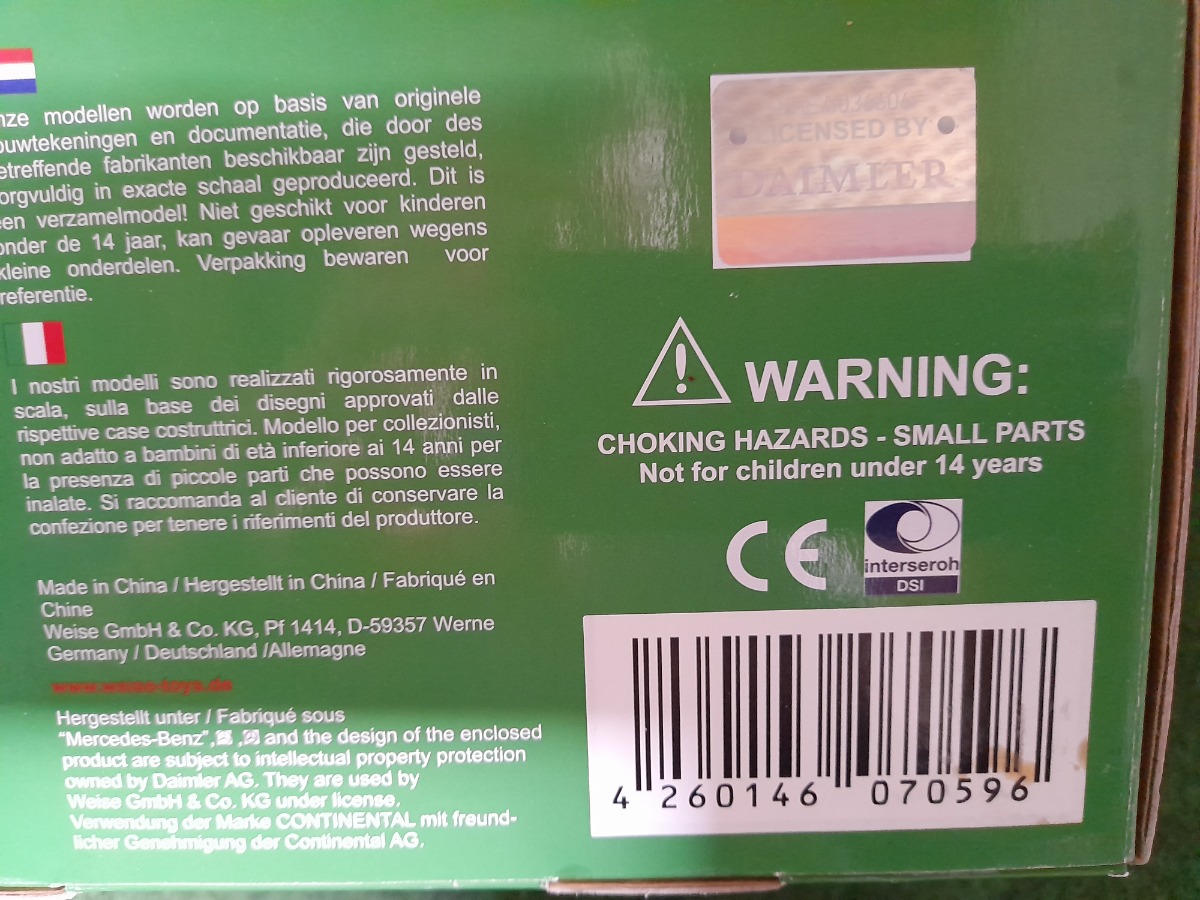 nze modellen worden op basis van originele
ouwtekeningen en documentatie, die door des
etreffende fabrikanten beschikbaar zijn gesteld,
orgvuldig in exacte schaal geproduceerd. Dit is
en verzamelmodel! Niet geschikt voor kinderen
onder de 14 jaar, kan gevaar opleveren wegens
kleine onderdelen. Verpakking bewaren voor
referentie.
I nostri modelli sono realizzati rigorosamente in
scala, sulla base dei disegni approvati dalle
rispettive case costruttrici. Modello per collezionisti,
non adatto a bambini di età inferiore ai 14 anni per
la presenza di piccole parti che possono essere
inalate. Si raccomanda al cliente di conservare la
confezione per tenere i riferimenti del produttore.
Made in China / Hergestellt in China / Fabriqué en
Chine
Weise GmbH & Co. KG, Pf 1414, D-59357 Werne
Germany / Deutschland /Allemagne
www.weise-toys.de
Hergestellt unter / Fabriqué sous
“Mercedes-Benz”, , and the design of the enclosed
product are subject to intellectual property protection
owned by Daimler AG. They are used by
Weise GmbH & Co. KG under license.
Verwendung der Marke CONTINENTAL mit freund-
licher Genehmigung der Continental AG.
LICENSED BY
DAIMLER
WARNING:
CHOKING HAZARDS - SMALL PARTS
Not for children under 14 years
CE
interseroh
DSI
4 260146 070596